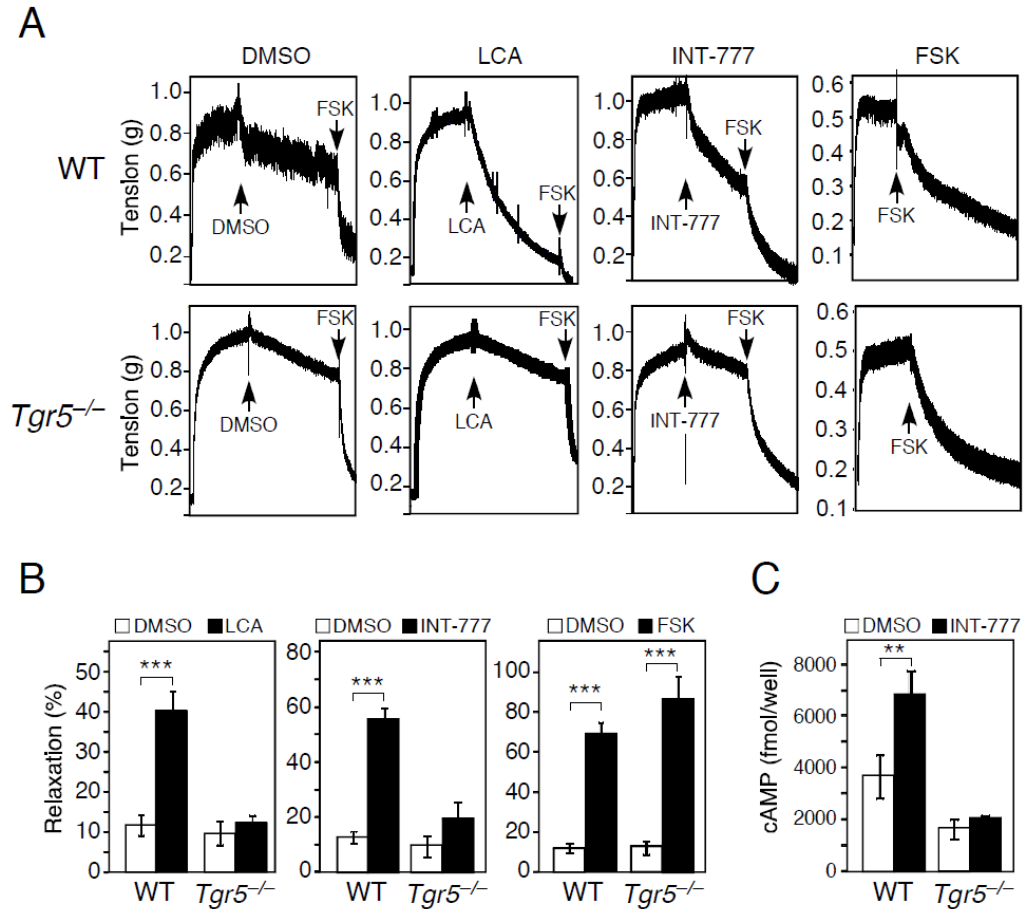 A
DMSO LCA INT-777 FSK
WT
Tension (g)
1.0
0.8
0.6
0.4
0.2
FSK
DMSO
1.0
0.8
0.6
0.4
0.2
FSK
LCA
1.0
0.8
0.6
0.4
0.2
FSK
INT-777
0.6
0.5
0.4
0.3
0.2
0.1
FSK
Tgr5–/–
Tension (g)
1.0
0.8
0.6
0.4
0.2
FSK
DMSO
1.0
0.8
0.6
0.4
0.2
FSK
LCA
1.0
0.8
0.6
0.4
0.2
FSK
INT-777
0.6
0.5
0.4
0.3
0.2
0.1
FSK
B
Relaxation (%)
DMSO LCA
50
40
30
20
10
0
***
WT Tgr5–/–
DMSO INT-777
80
60
40
20
0
***
WT Tgr5–/–
DMSO FSK
100
80
60
40
20
0
***
***
WT Tgr5–/–
C
DMSO INT-777
cAMP (fmol/well)
8000
6000
4000
2000
0
**
WT Tgr5–/–